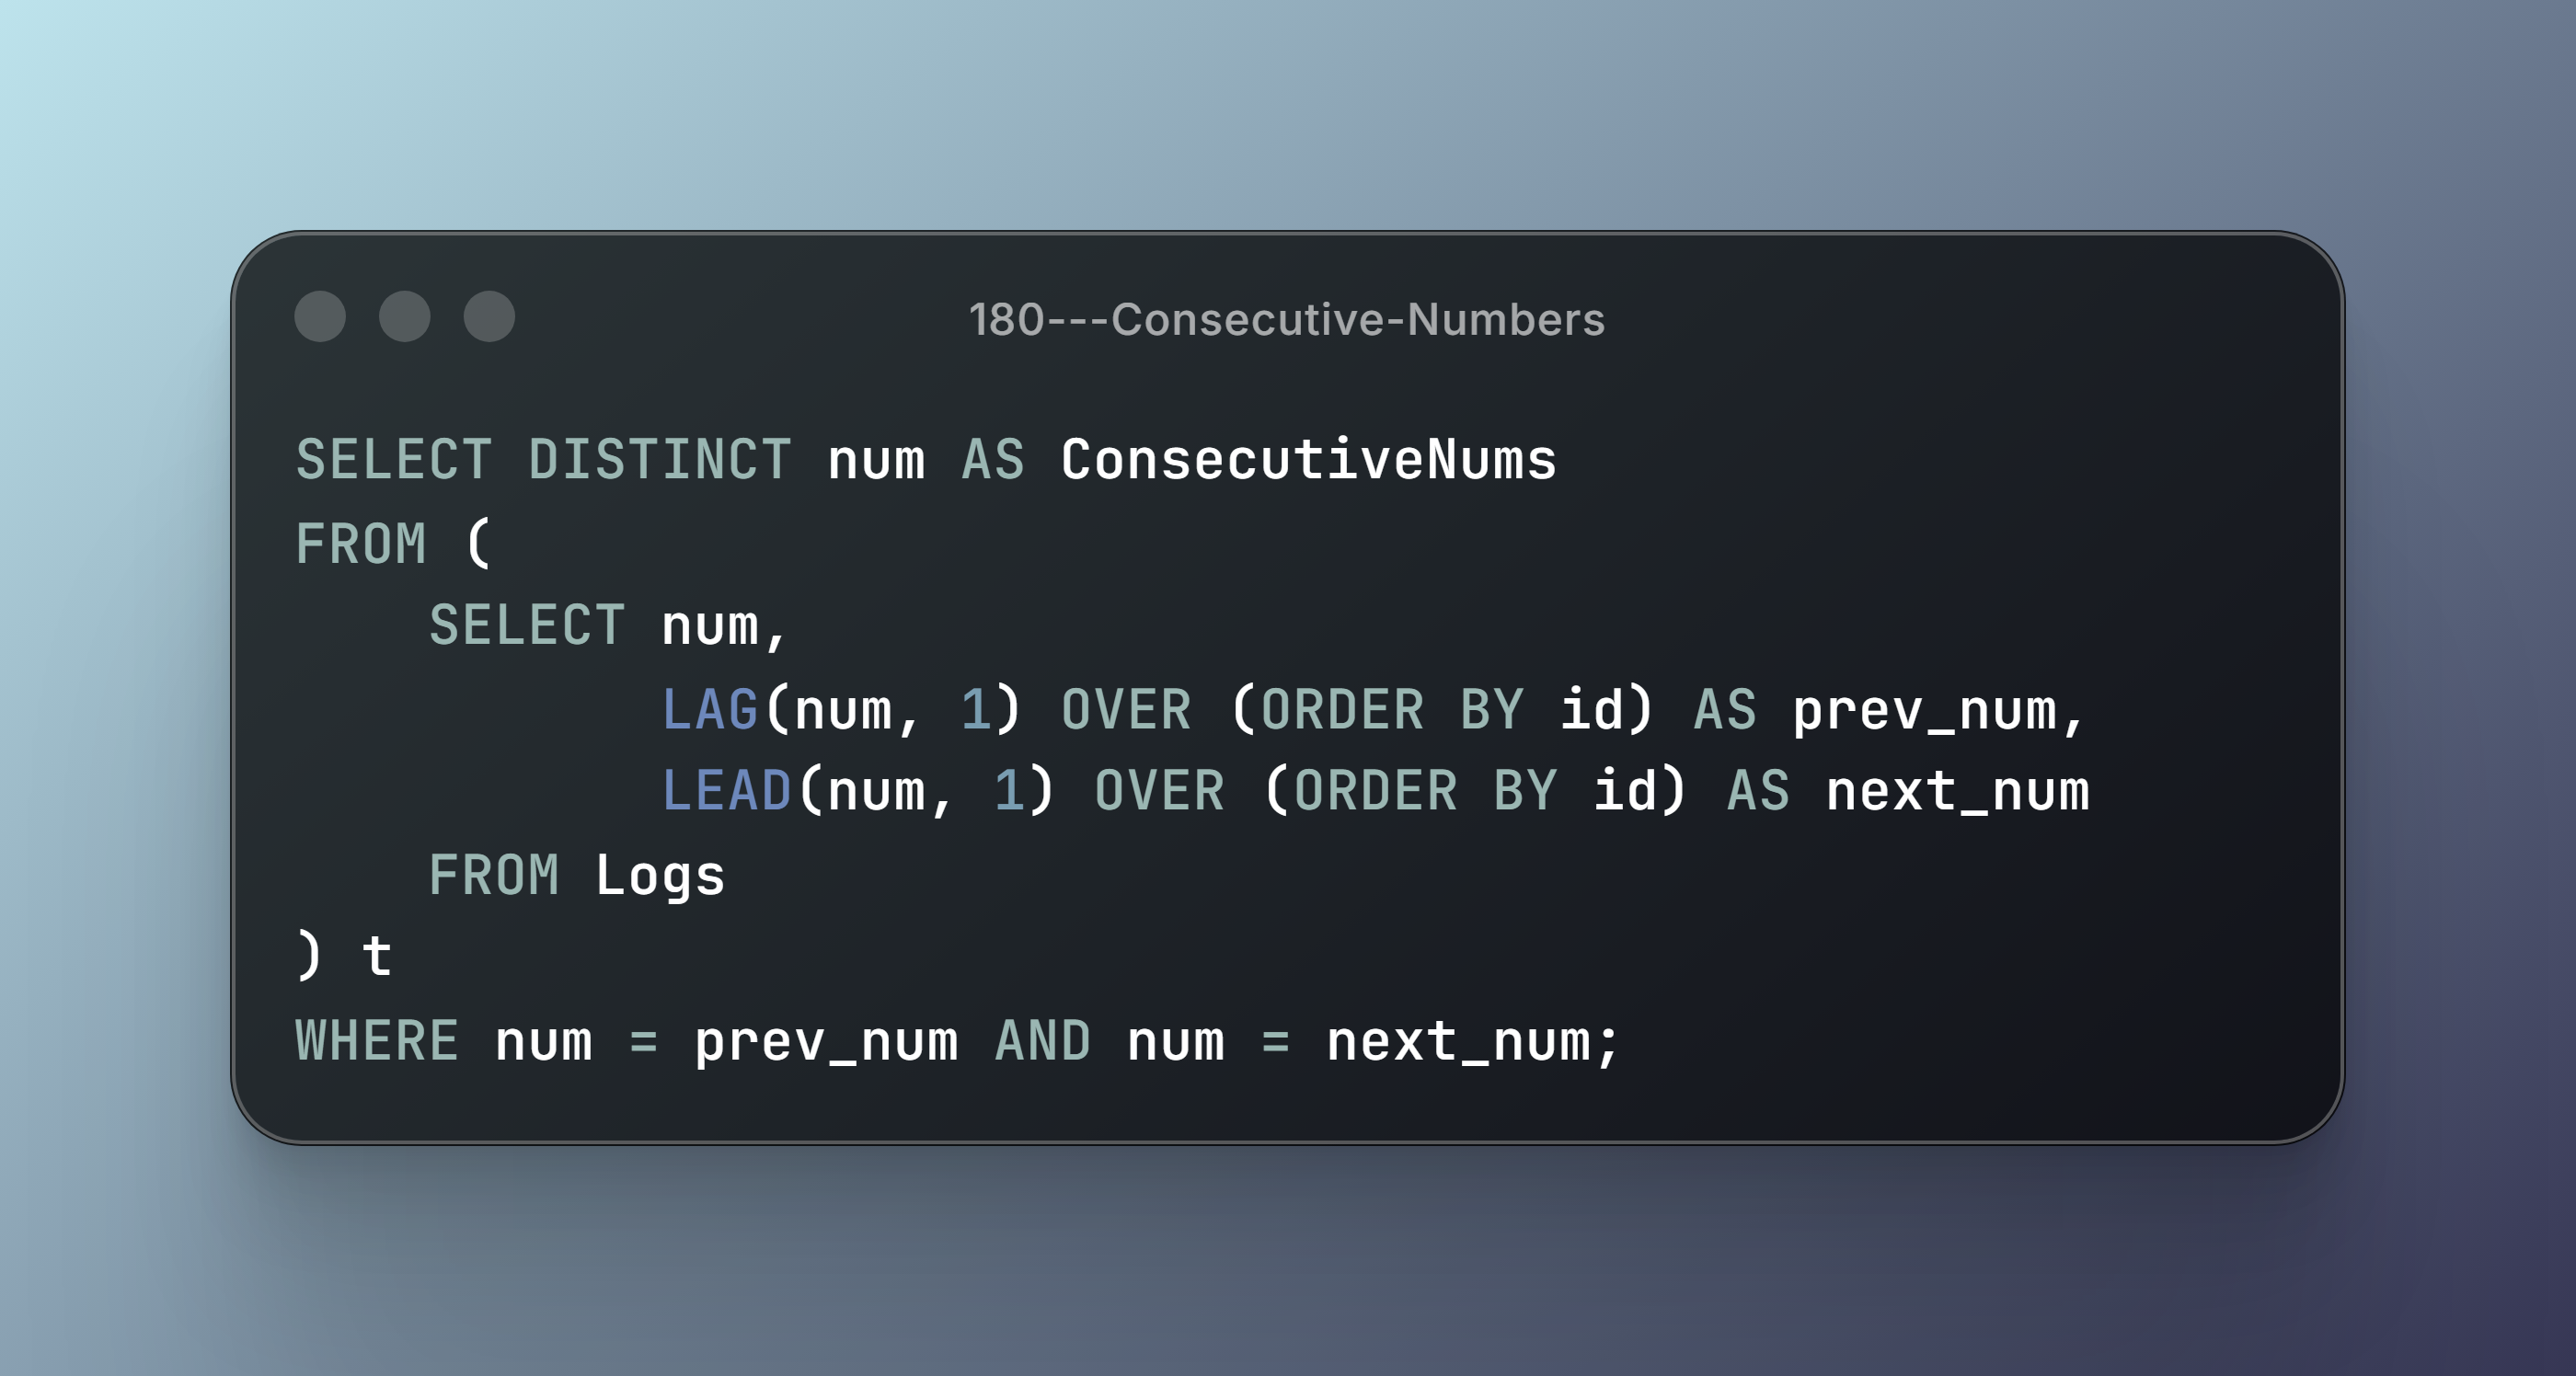 180---Consecutive-Numbers
SELECT DISTINCT num AS ConsecutiveNums
FROM (
    SELECT num,
           LAG(num, 1) OVER (ORDER BY id) AS prev_num,
           LEAD(num, 1) OVER (ORDER BY id) AS next_num
    FROM Logs
) t
WHERE num = prev_num AND num = next_num;